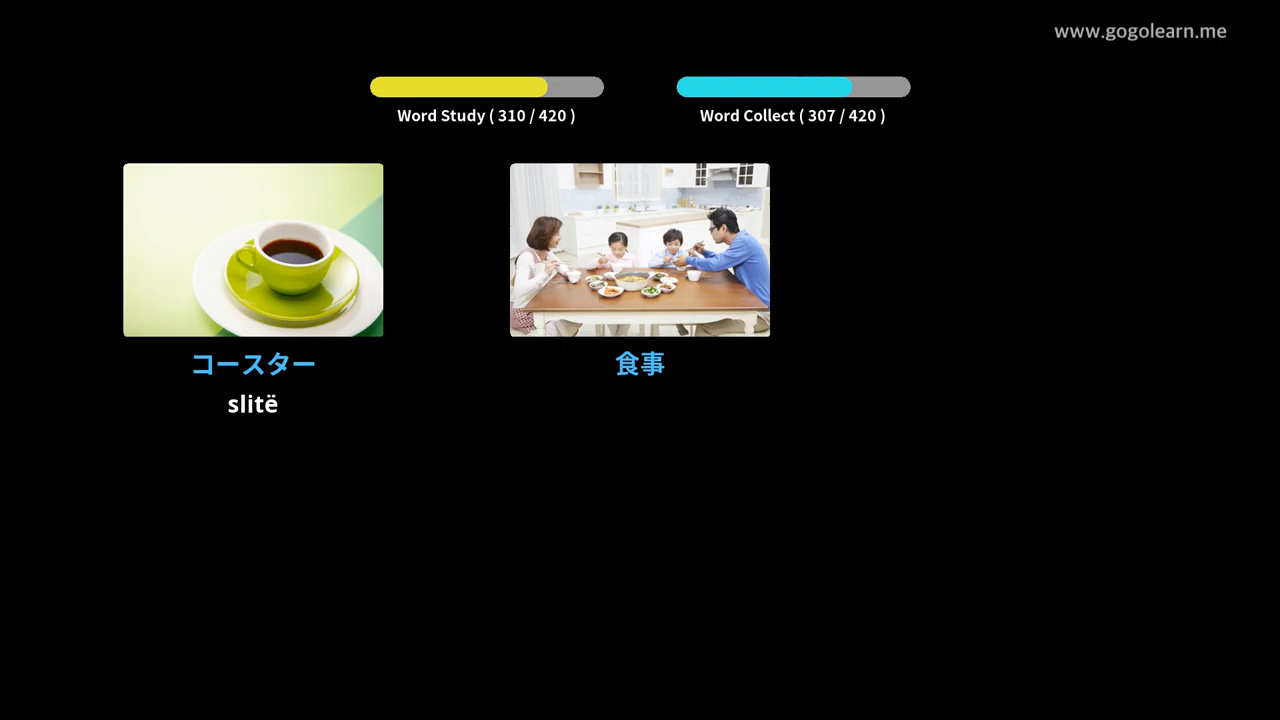 www.gogolearn.me
Word Study ( 310 / 420 )
Word Collect ( 307 / 420 )
コースター
slitë
食事